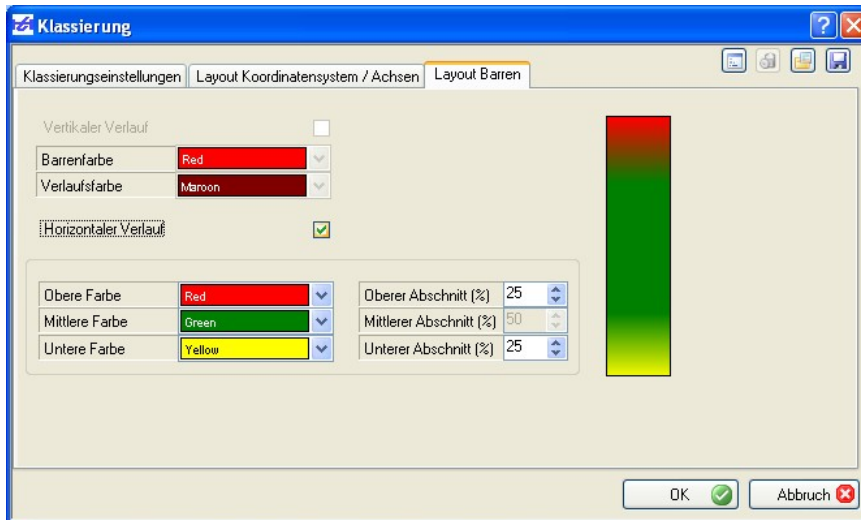 Klassierung
Klassierungseinstellungen Layout Koordinatensystem / Achsen Layout Barren
Vertikaler Verlauf
Barrenfarbe Red
Verlaufsfarbe Maroon
Horizontaler Verlauf
Obere Farbe Red Oberer Abschnitt (%) 25
Mittlere Farbe Green Mittlerer Abschnitt (%) 50
Untere Farbe Yellow Unterer Abschnitt (%) 25
OK Abbruch